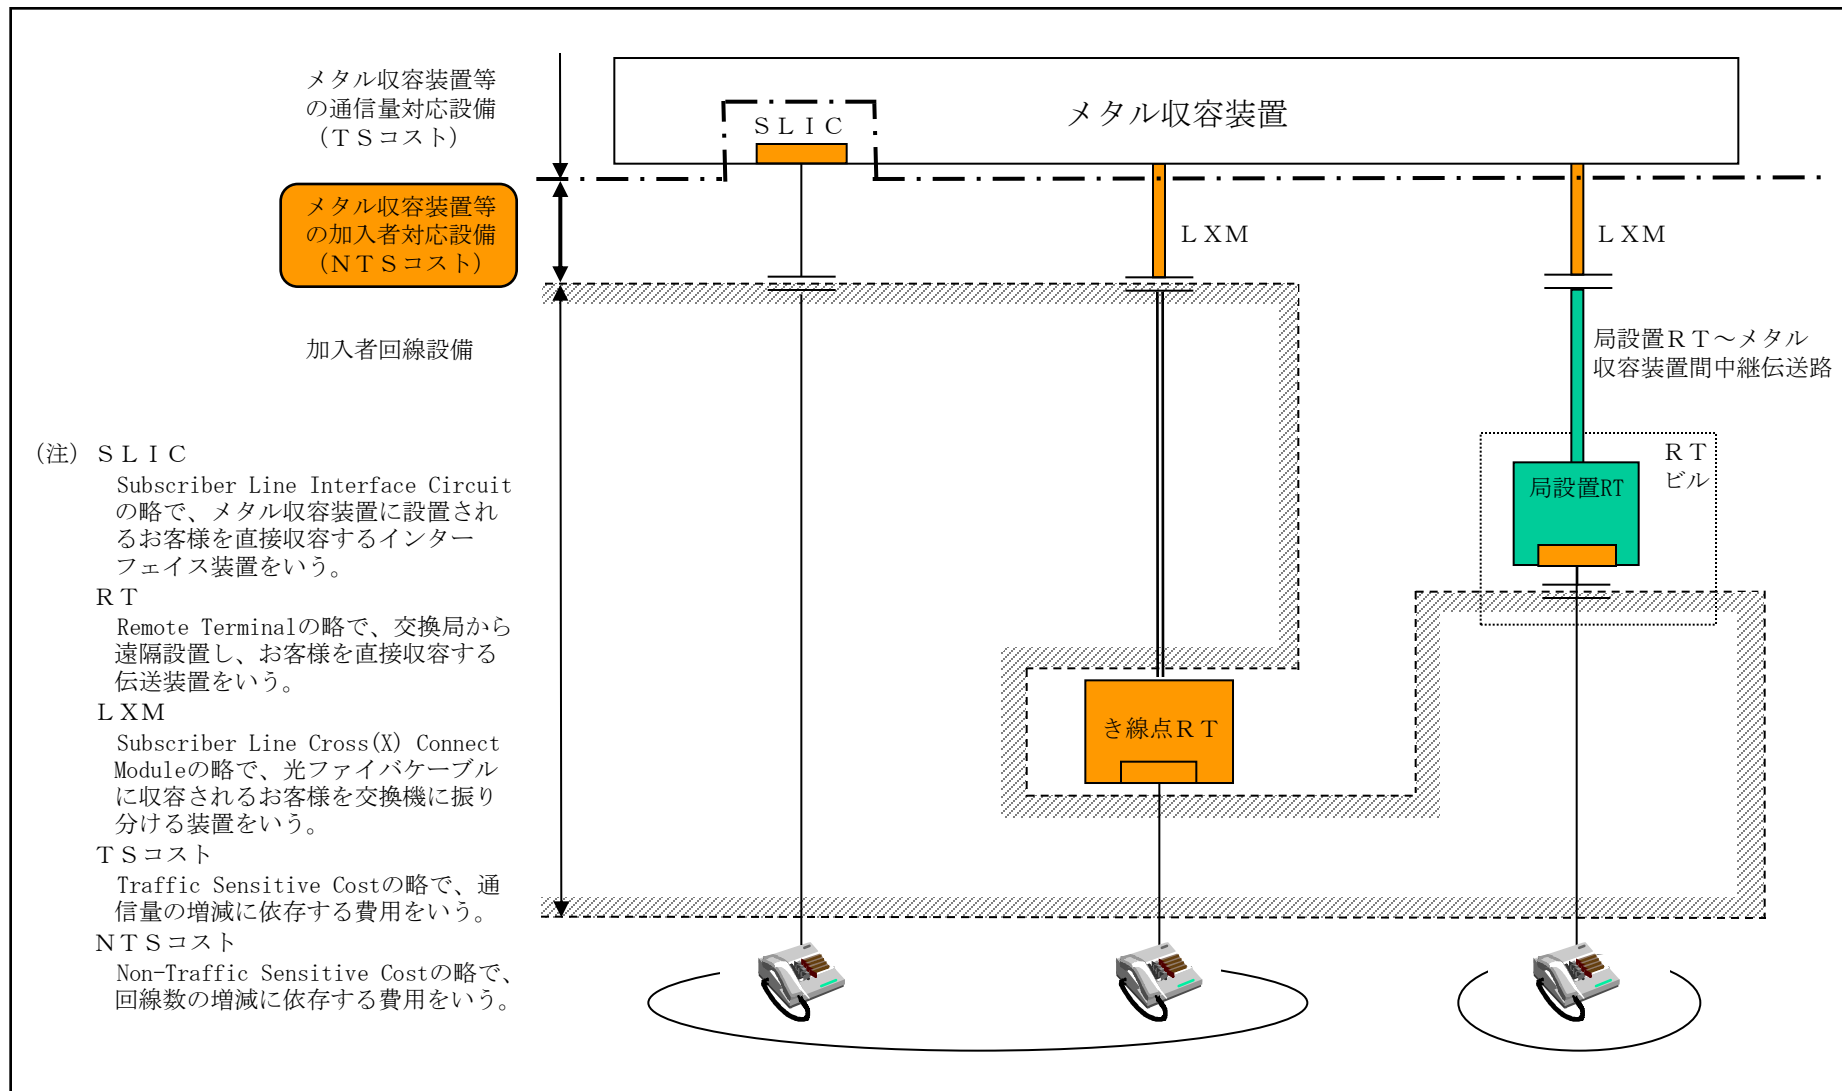 メタル収容装置等
の通信量対応設備
（ＴＳコスト）
メタル収容装置
ＳＬＩＣ
メタル収容装置等
の加入者対応設備
（ＮＴＳコスト）
ＬＸＭ
ＬＸＭ
加入者回線設備
局設置ＲＴ～メタル
収容装置間中継伝送路
ＲＴ
ビル
局設置RT
き線点ＲＴ
（注）ＳＬＩＣ
Subscriber Line Interface Circuit
の略で、メタル収容装置に設置され
るお客様を直接収容するインター
フェイス装置をいう。
ＲＴ
Remote Terminalの略で、交換局から
遠隔設置し、お客様を直接収容する
伝送装置をいう。
ＬＸＭ
Subscriber Line Cross(X) Connect
Moduleの略で、光ファイバケーブル
に収容されるお客様を交換機に振り
分ける装置をいう。
ＴＳコスト
Traffic Sensitive Costの略で、通
信量の増減に依存する費用をいう。
ＮＴＳコスト
Non-Traffic Sensitive Costの略で、
回線数の増減に依存する費用をいう。